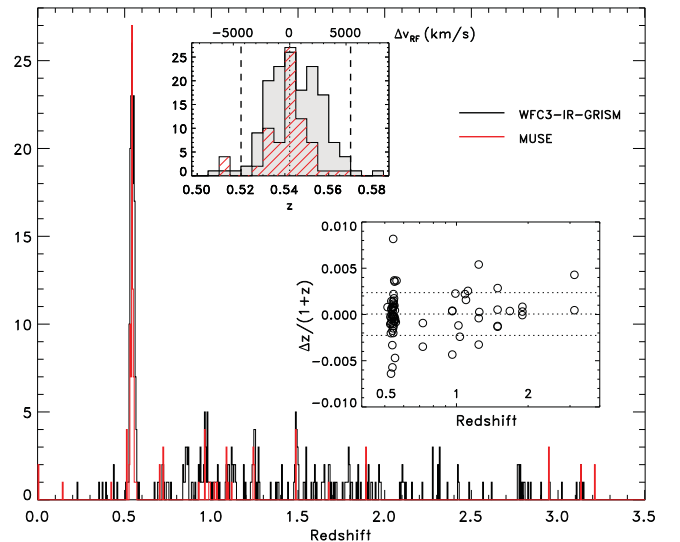 −5000 0 5000 Δv_RF (km/s)
25
20
15
10
5
0
0.50 0.52 0.54 0.56 0.58
z
WFC3−IR−GRISM
MUSE
25
20
15
10
5
0
0.010
0.005
0.000
−0.005
−0.010
Δz/(1+z)
0.5 1 2
Redshift
0.0 0.5 1.0 1.5 2.0 2.5 3.0 3.5
Redshift